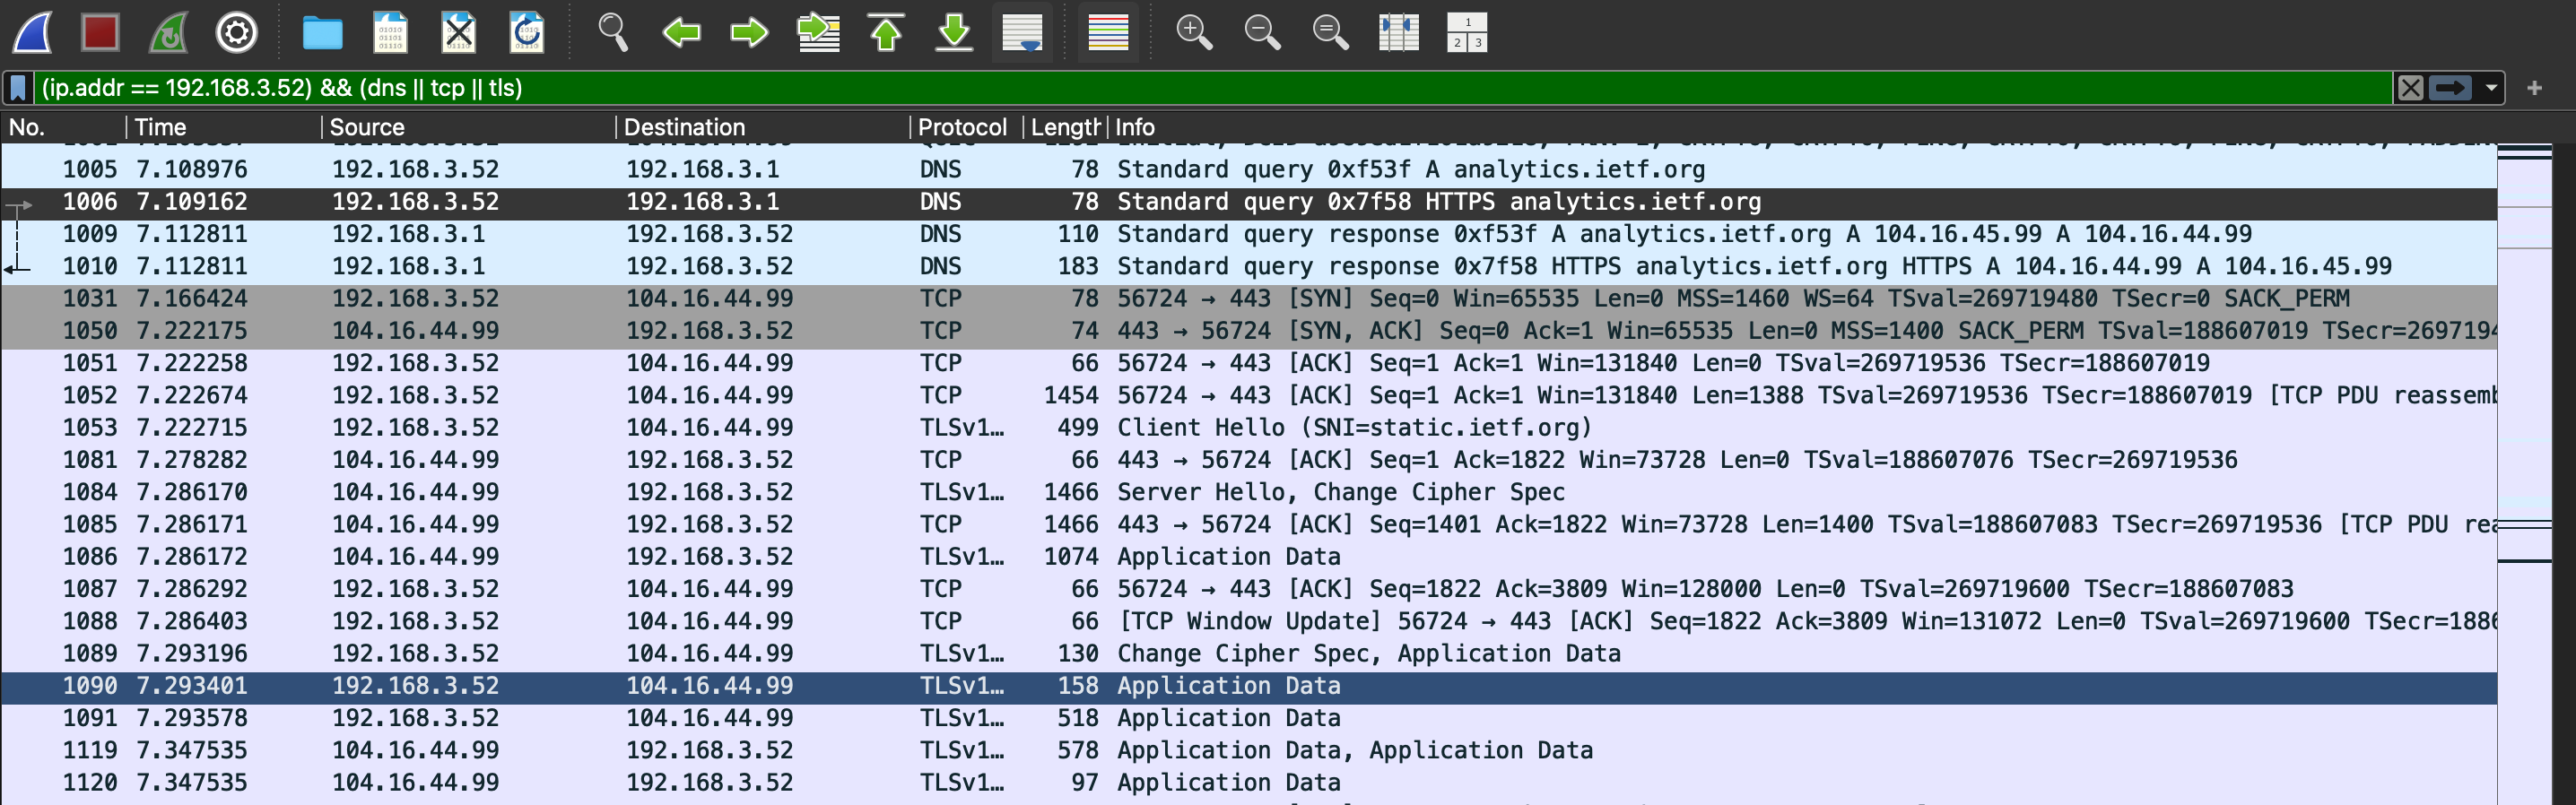 (ip.addr == 192.168.3.52) && (dns || tcp || tls)
No. Time Source Destination Protocol Length Info
1005 7.108976 192.168.3.52 192.168.3.1 DNS 78 Standard query 0xf53f A analytics.ietf.org
1006 7.109162 192.168.3.52 192.168.3.1 DNS 78 Standard query 0x7f58 HTTPS analytics.ietf.org
1009 7.112811 192.168.3.1 192.168.3.52 DNS 110 Standard query response 0xf53f A analytics.ietf.org A 104.16.45.99 A 104.16.44.99
1010 7.112811 192.168.3.1 192.168.3.52 DNS 183 Standard query response 0x7f58 HTTPS analytics.ietf.org HTTPS A 104.16.44.99 A 104.16.45.99
1031 7.166424 192.168.3.52 104.16.44.99 TCP 78 56724 → 443 [SYN] Seq=0 Win=65535 Len=0 MSS=1460 WS=64 TSval=269719480 TSecr=0 SACK_PERM
1050 7.222175 104.16.44.99 192.168.3.52 TCP 74 443 → 56724 [SYN, ACK] Seq=0 Ack=1 Win=65535 Len=0 MSS=1400 SACK_PERM TSval=188607019 TSecr=2697194
1051 7.222258 192.168.3.52 104.16.44.99 TCP 66 56724 → 443 [ACK] Seq=1 Ack=1 Win=131840 Len=0 TSval=269719536 TSecr=188607019
1052 7.222674 192.168.3.52 104.16.44.99 TCP 1454 56724 → 443 [ACK] Seq=1 Ack=1 Win=131840 Len=1388 TSval=269719536 TSecr=188607019 [TCP PDU reassemb
1053 7.222715 192.168.3.52 104.16.44.99 TLSv1… 499 Client Hello (SNI=static.ietf.org)
1081 7.278282 104.16.44.99 192.168.3.52 TCP 66 443 → 56724 [ACK] Seq=1 Ack=1822 Win=73728 Len=0 TSval=188607076 TSecr=269719536
1084 7.286170 104.16.44.99 192.168.3.52 TLSv1… 1466 Server Hello, Change Cipher Spec
1085 7.286171 104.16.44.99 192.168.3.52 TCP 1466 443 → 56724 [ACK] Seq=1401 Ack=1822 Win=73728 Len=1400 TSval=188607083 TSecr=269719536 [TCP PDU rea
1086 7.286172 104.16.44.99 192.168.3.52 TLSv1… 1074 Application Data
1087 7.286292 192.168.3.52 104.16.44.99 TCP 66 56724 → 443 [ACK] Seq=1822 Ack=3809 Win=128000 Len=0 TSval=269719600 TSecr=188607083
1088 7.286403 192.168.3.52 104.16.44.99 TCP 66 [TCP Window Update] 56724 → 443 [ACK] Seq=1822 Ack=3809 Win=131072 Len=0 TSval=269719600 TSecr=1886
1089 7.293196 192.168.3.52 104.16.44.99 TLSv1… 130 Change Cipher Spec, Application Data
1090 7.293401 192.168.3.52 104.16.44.99 TLSv1… 158 Application Data
1091 7.293578 192.168.3.52 104.16.44.99 TLSv1… 518 Application Data
1119 7.347535 104.16.44.99 192.168.3.52 TLSv1… 578 Application Data, Application Data
1120 7.347535 104.16.44.99 192.168.3.52 TLSv1… 97 Application Data